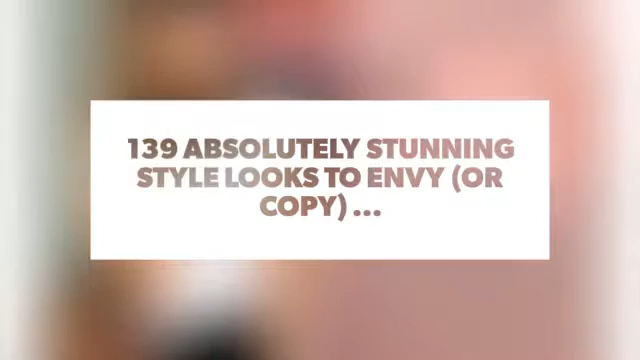 139 ABSOLUTELY STUNNING
STYLE LOOKS TO ENVY (OR
COPY) ...